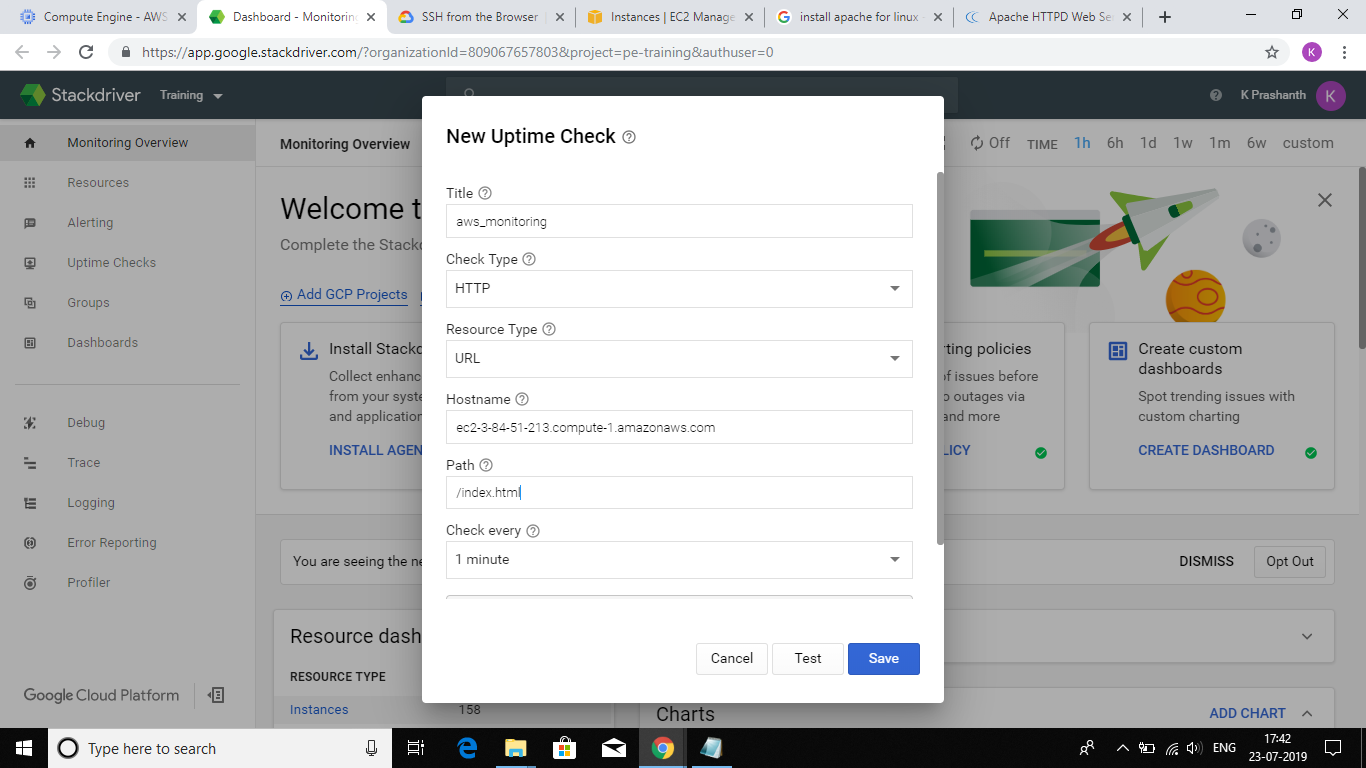 Compute Engine - AWS
Dashboard - Monitorin
SSH from the Browser
Instances | EC2 Manage
install apache for linux -
Apache HTTPD Web Se
https://app.google.stackdriver.com/?organizationId=809067657803&project=pe-training&authuser=0
K
Stackdriver
Training
K Prashanth
K
Monitoring Overview
Resources
Alerting
Uptime Checks
Groups
Dashboards
Debug
Trace
Logging
Error Reporting
Profiler
Google Cloud Platform
Monitoring Overview
Off TIME 1h 6h 1d 1w 1m 6w custom
Welcome t
Complete the Stackd
Add GCP Projects
Install Stackd
Collect enhanc
from your syste
and application
INSTALL AGEN
rting policies
of issues before
o outages via
and more
LICY
Create custom
dashboards
Spot trending issues with
custom charting
CREATE DASHBOARD
You are seeing the ne
DISMISS
Opt Out
Resource dash
RESOURCE TYPE
Instances 158
Charts
ADD CHART
New Uptime Check
Title
aws_monitoring
Check Type
HTTP
Resource Type
URL
Hostname
ec2-3-84-51-213.compute-1.amazonaws.com
Path
/index.html
Check every
1 minute
Cancel
Test
Save
Type here to search
ENG
17:42
23-07-2019